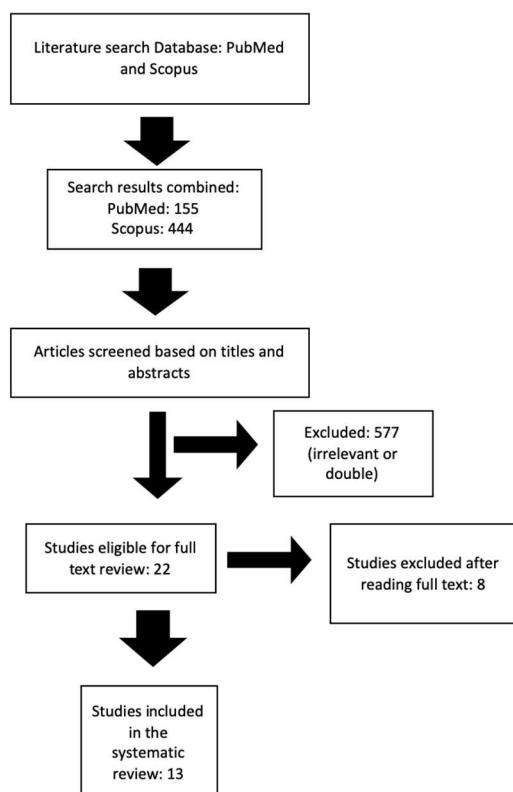 Literature search Database: PubMed
and Scopus
Search results combined:
PubMed: 155
Scopus: 444
Articles screened based on titles and
abstracts
Excluded: 577
(irrelevant or
double)
Studies eligible for full
text review: 22
Studies excluded after
reading full text: 8
Studies included
in the
systematic
review: 13